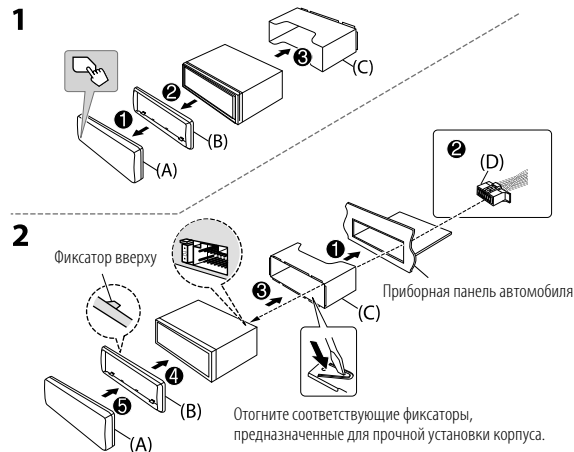 1
❸
(C)
❷
❶
(B)
(A)
❷
(D)
2
Фиксатор вверху
❶
Приборная панель автомобиля
❸
(C)
❹
(B)
❺
(A)
Отогните соответствующие фиксаторы,
предназначенные для прочной установки корпуса.